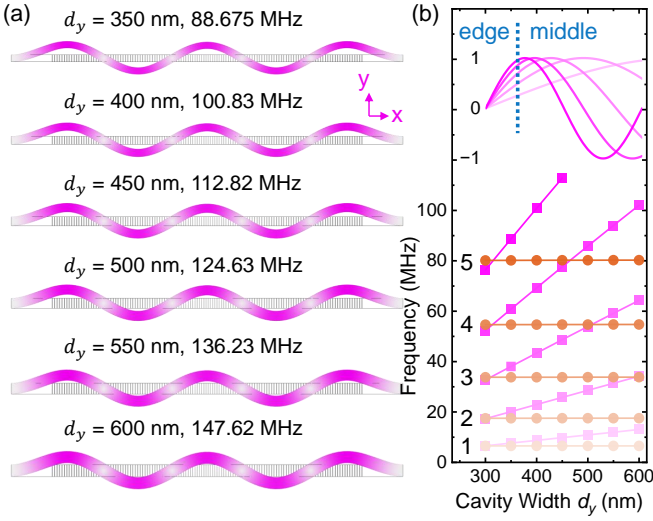 (a)
d_y = 350 nm, 88.675 MHz
d_y = 400 nm, 100.83 MHz
y
x
d_y = 450 nm, 112.82 MHz
d_y = 500 nm, 124.63 MHz
d_y = 550 nm, 136.23 MHz
d_y = 600 nm, 147.62 MHz
(b)
edge middle
1
0
−1
100
80
60
40
20
0
5
4
3
2
1
Frequency (MHz)
300 400 500 600
Cavity Width d_y (nm)